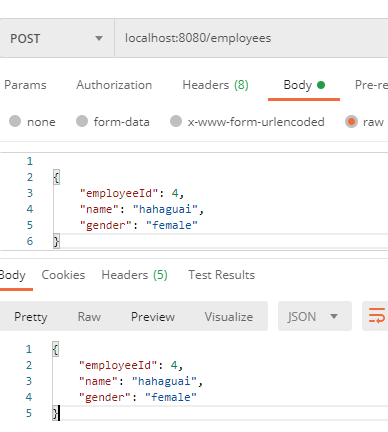 POST localhost:8080/employees
Params Authorization Headers (8) Body Pre-re
none form-data x-www-form-urlencoded raw
1
2 {
3 "employeeId": 4,
4 "name": "hahaguai",
5 "gender": "female"
6 }
Body Cookies Headers (5) Test Results
Pretty Raw Preview Visualize JSON
1 {
2 "employeeId": 4,
3 "name": "hahaguai",
4 "gender": "female"
5 }